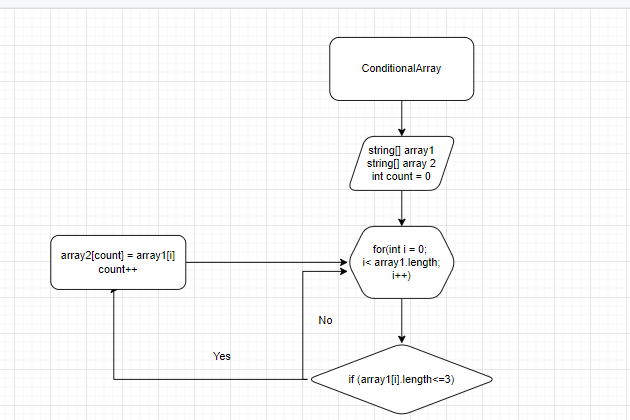 ConditionalArray
string[] array1
string[] array 2
int count = 0
for(int i = 0;
i< array1.length;
i++)
array2[count] = array1[i]
count++
No
Yes
if (array1[i].length<=3)